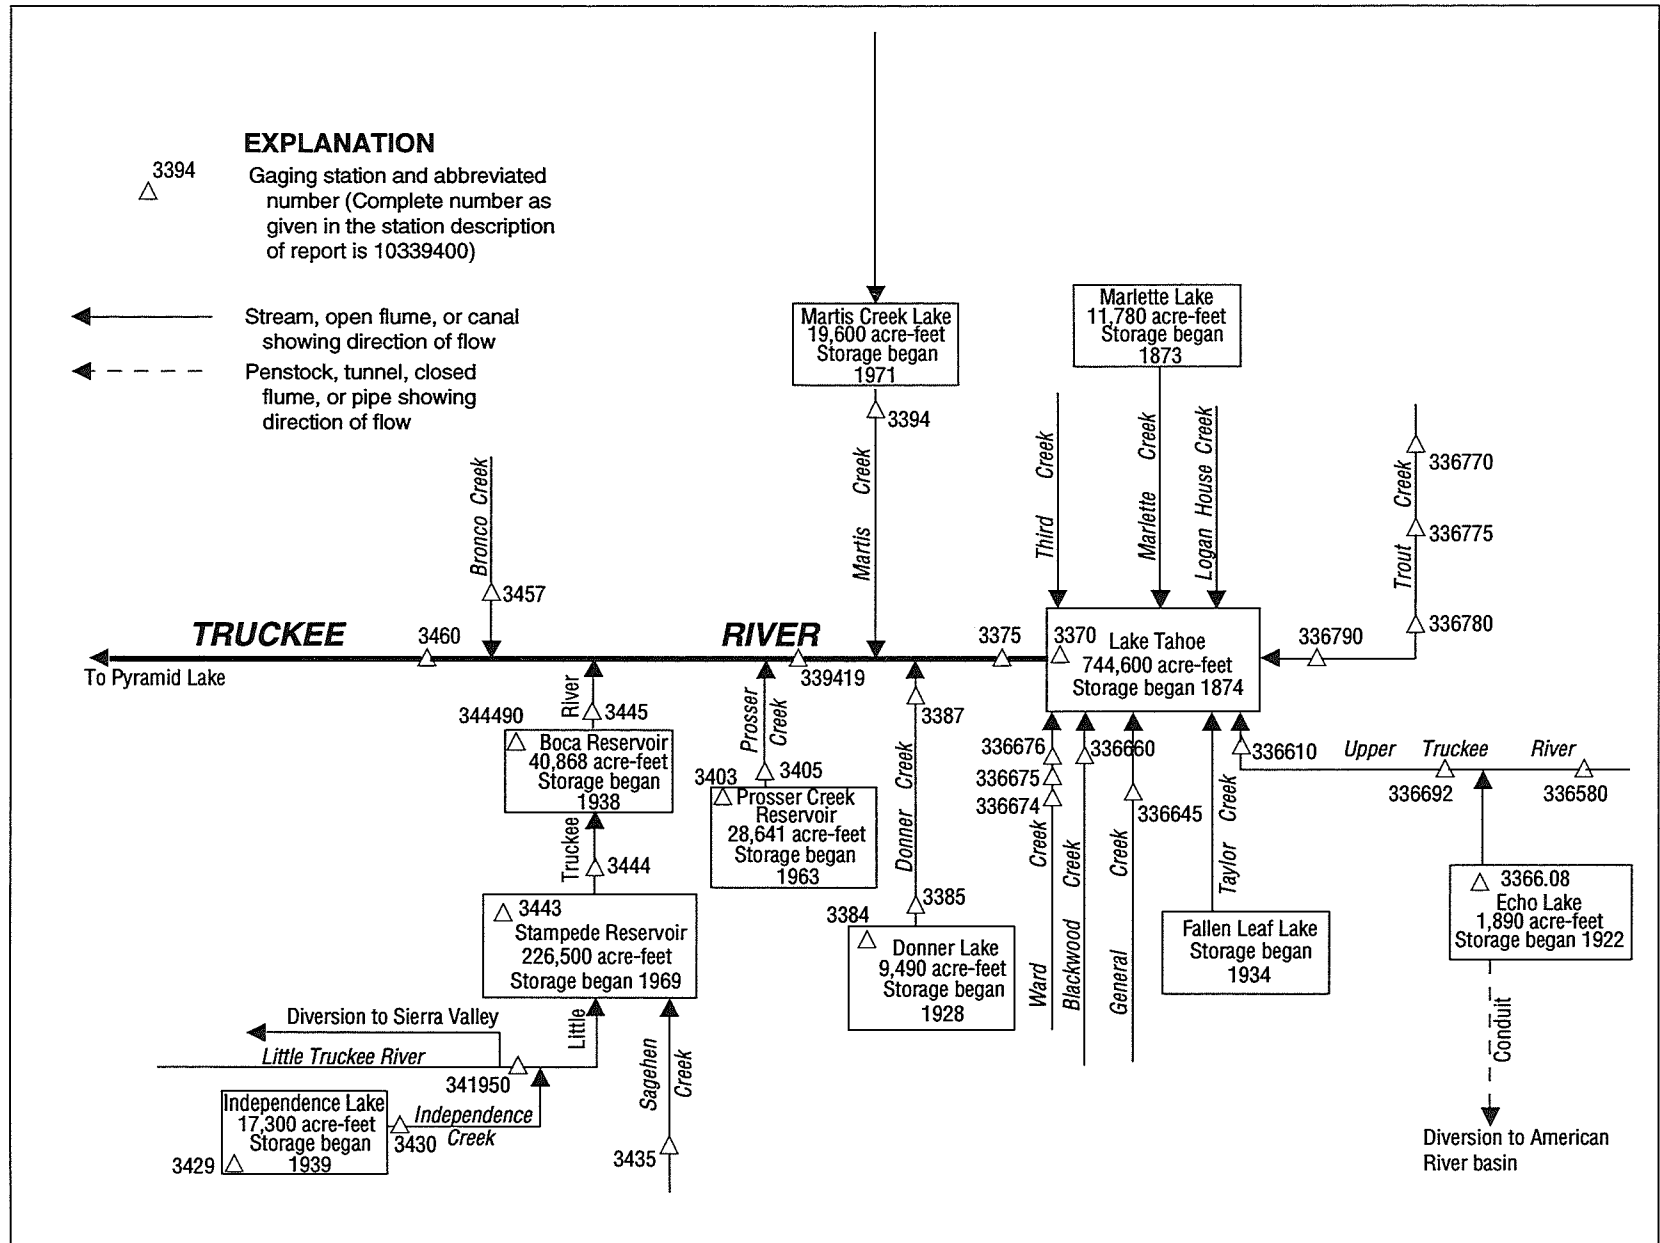 EXPLANATION
3394
Gaging station and abbreviated
number (Complete number as
given in the station description
of report is 10339400)
Stream, open flume, or canal
showing direction of flow
Penstock, tunnel, closed
flume, or pipe showing
direction of flow
Martis Creek Lake
19,600 acre-feet
Storage began
1971
3394
Martis Creek
Marlette Lake
11,780 acre-feet
Storage began
1873
Third Creek
Marlette Creek
Logan House Creek
336770
336775
336780
Trout Creek
336790
Bronco Creek
3457
TRUCKEE RIVER
3460
To Pyramid Lake
339419
3375
3370
Lake Tahoe
744,600 acre-feet
Storage began 1874
344490
River
3445
Boca Reservoir
40,868 acre-feet
Storage began
1938
Truckee
3444
3443
Stampede Reservoir
226,500 acre-feet
Storage began 1969
Little
Diversion to Sierra Valley
Little Truckee River
341950
Independence Lake
17,300 acre-feet
Storage began
1939
3429
3430
Independence
Creek
Sagehen
Creek
3435
Prosser
Creek
3403
3405
Prosser Creek
Reservoir
28,641 acre-feet
Storage began
1963
3387
Donner Creek
3385
3384
Donner Lake
9,490 acre-feet
Storage began
1928
336676
336675
336674
Ward Creek
336660
Blackwood Creek
336645
General Creek
Taylor Creek
Fallen Leaf Lake
Storage began
1934
336610
Upper Truckee River
336692
336580
3366.08
Echo Lake
1,890 acre-feet
Storage began 1922
Conduit
Diversion to American
River basin